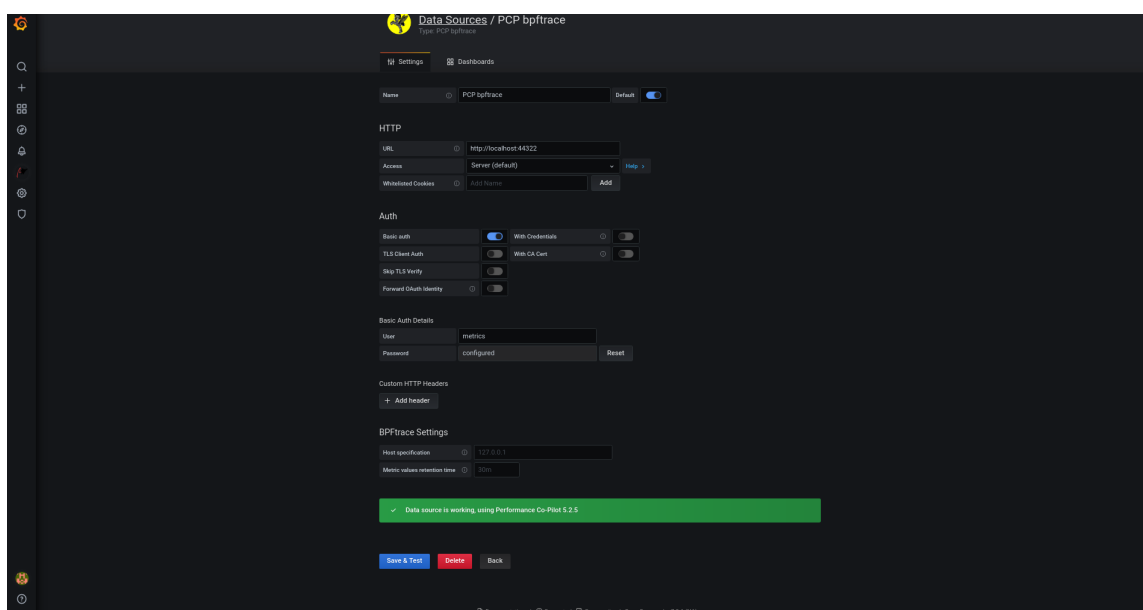 Data Sources / PCP bpftrace
Type: PCP bpftrace
Settings Dashboards
Name PCP bpftrace Default
HTTP
URL http://localhost:44322
Access Server (default) Help >
Whitelisted Cookies Add Name Add
Auth
Basic auth With Credentials
TLS Client Auth With CA Cert
Skip TLS Verify
Forward OAuth Identity
Basic Auth Details
User metrics
Password configured Reset
Custom HTTP Headers
+ Add header
BPFtrace Settings
Host specification 127.0.0.1
Metric values retention time 30m
Data source is working, using Performance Co-Pilot 5.2.5
Save & Test Delete Back